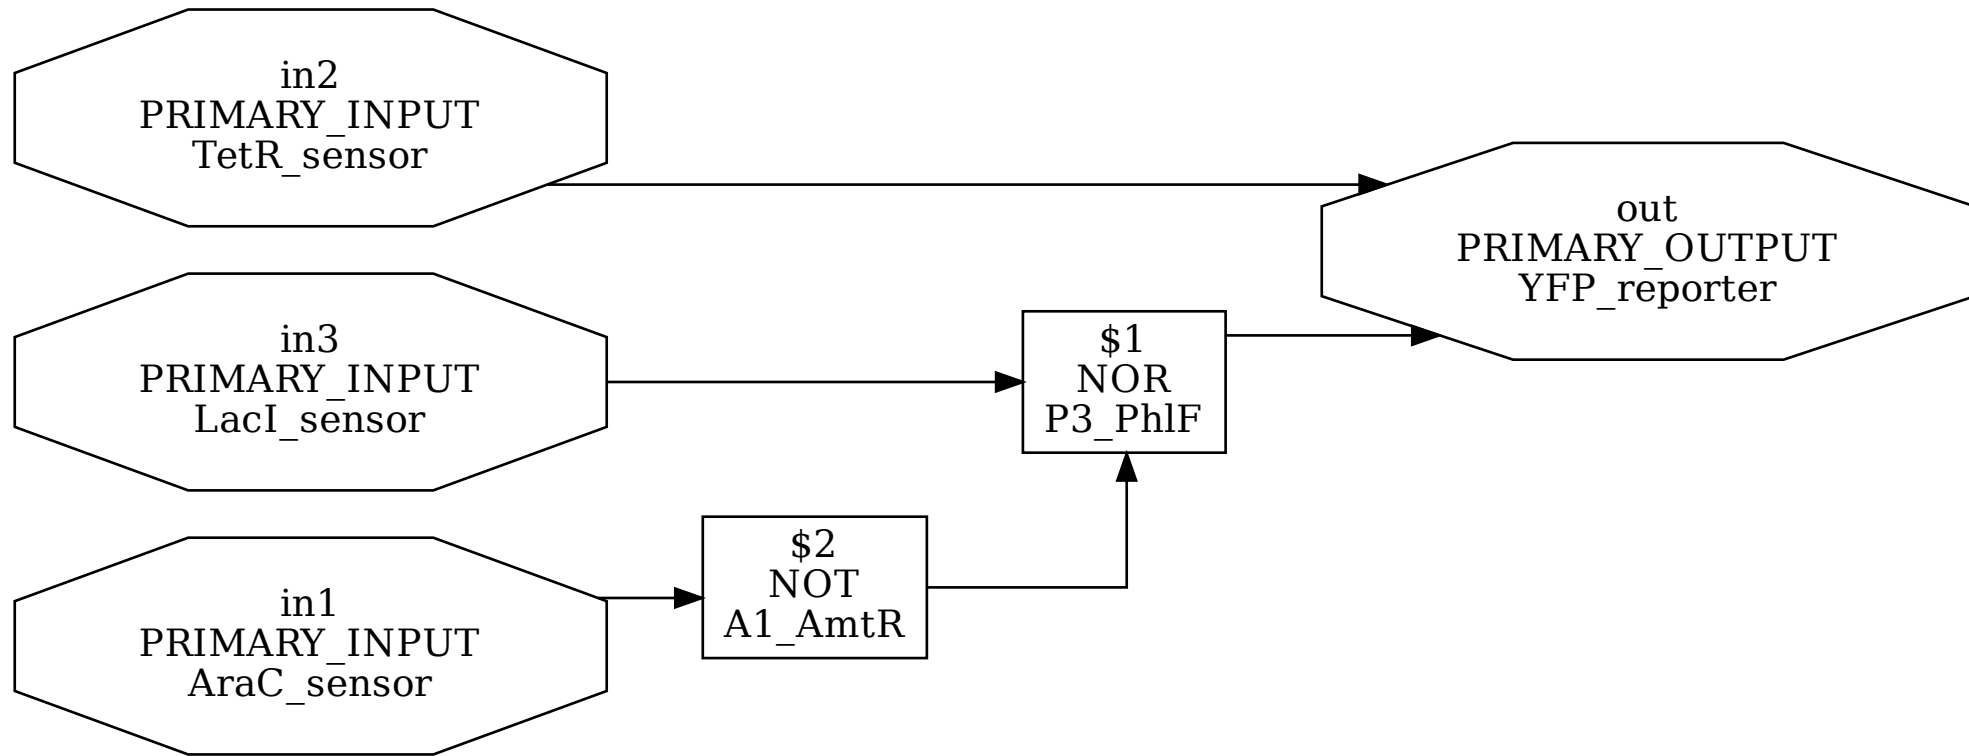 in2
PRIMARY_INPUT
TetR_sensor
out
PRIMARY_OUTPUT
YFP_reporter
in3
PRIMARY_INPUT
LacI_sensor
$1
NOR
P3_PhlF
$2
NOT
A1_AmtR
in1
PRIMARY_INPUT
AraC_sensor